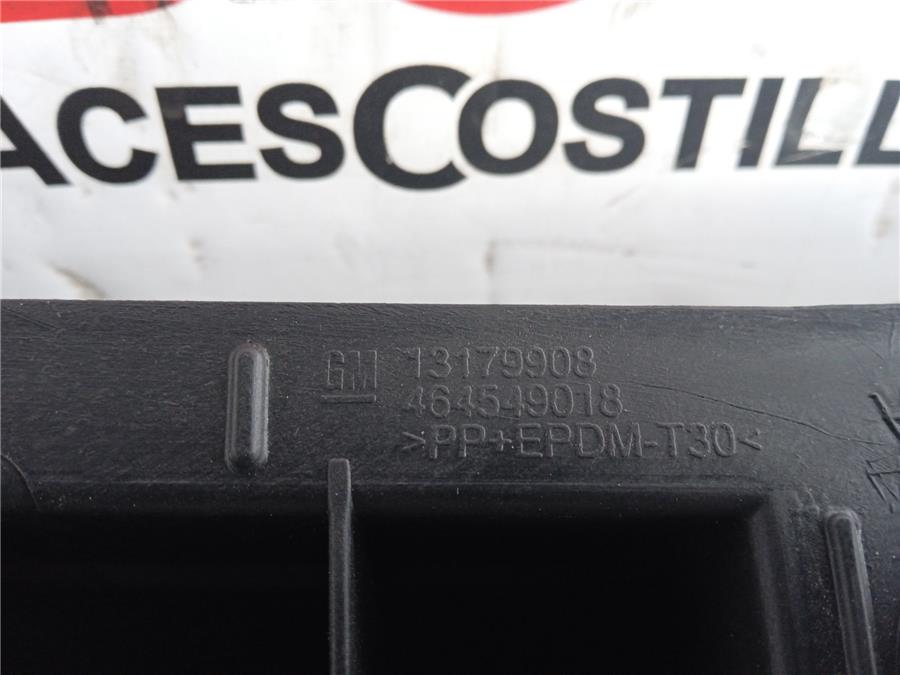 ACESCOSTILL
GM 13179908
464549018
>PP+EPDM-T30<